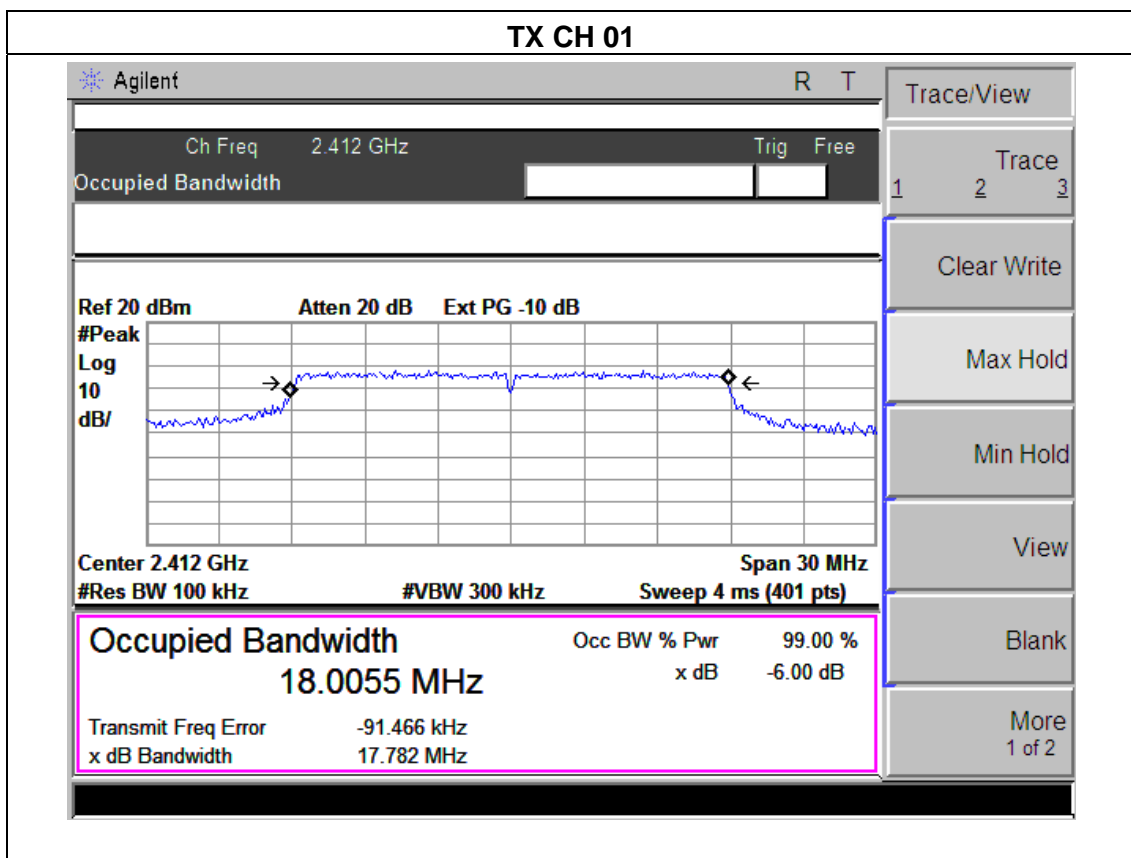 TX CH 01
Agilent R T
Trace/View
Ch Freq 2.412 GHz Trig Free
Occupied Bandwidth
Trace
1 2 3
Clear Write
Ref 20 dBm Atten 20 dB Ext PG -10 dB
#Peak
Log
10
dB/
Max Hold
Min Hold
View
Center 2.412 GHz Span 30 MHz
#Res BW 100 kHz #VBW 300 kHz Sweep 4 ms (401 pts)
Occupied Bandwidth Occ BW % Pwr 99.00 %
18.0055 MHz x dB -6.00 dB
Blank
Transmit Freq Error -91.466 kHz
x dB Bandwidth 17.782 MHz
More
1 of 2